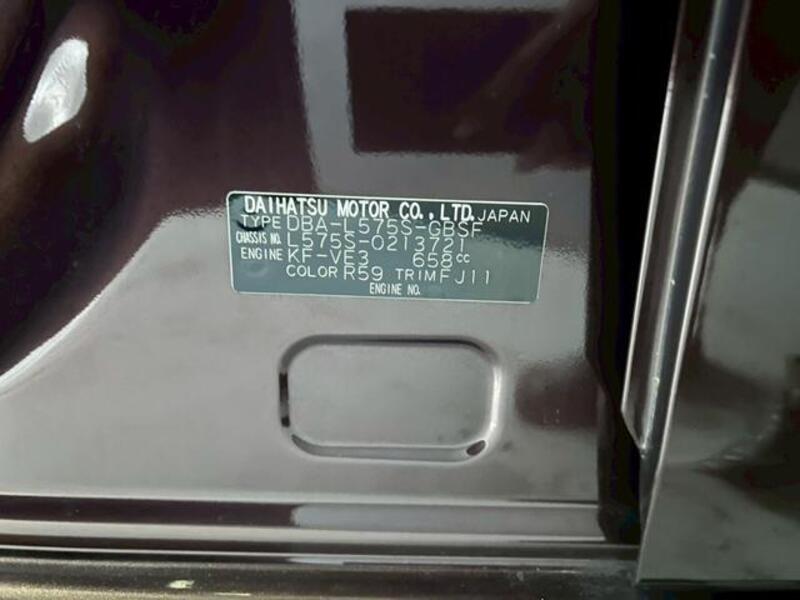 DAIHATSU MOTOR CO.,LTD. JAPAN
TYPE DBA-L575S-GBSF
CHASSIS NO. L575S-0213721
ENGINE KF-VE3 658cc
COLOR R59 TRIM FJ11
ENGINE NO.